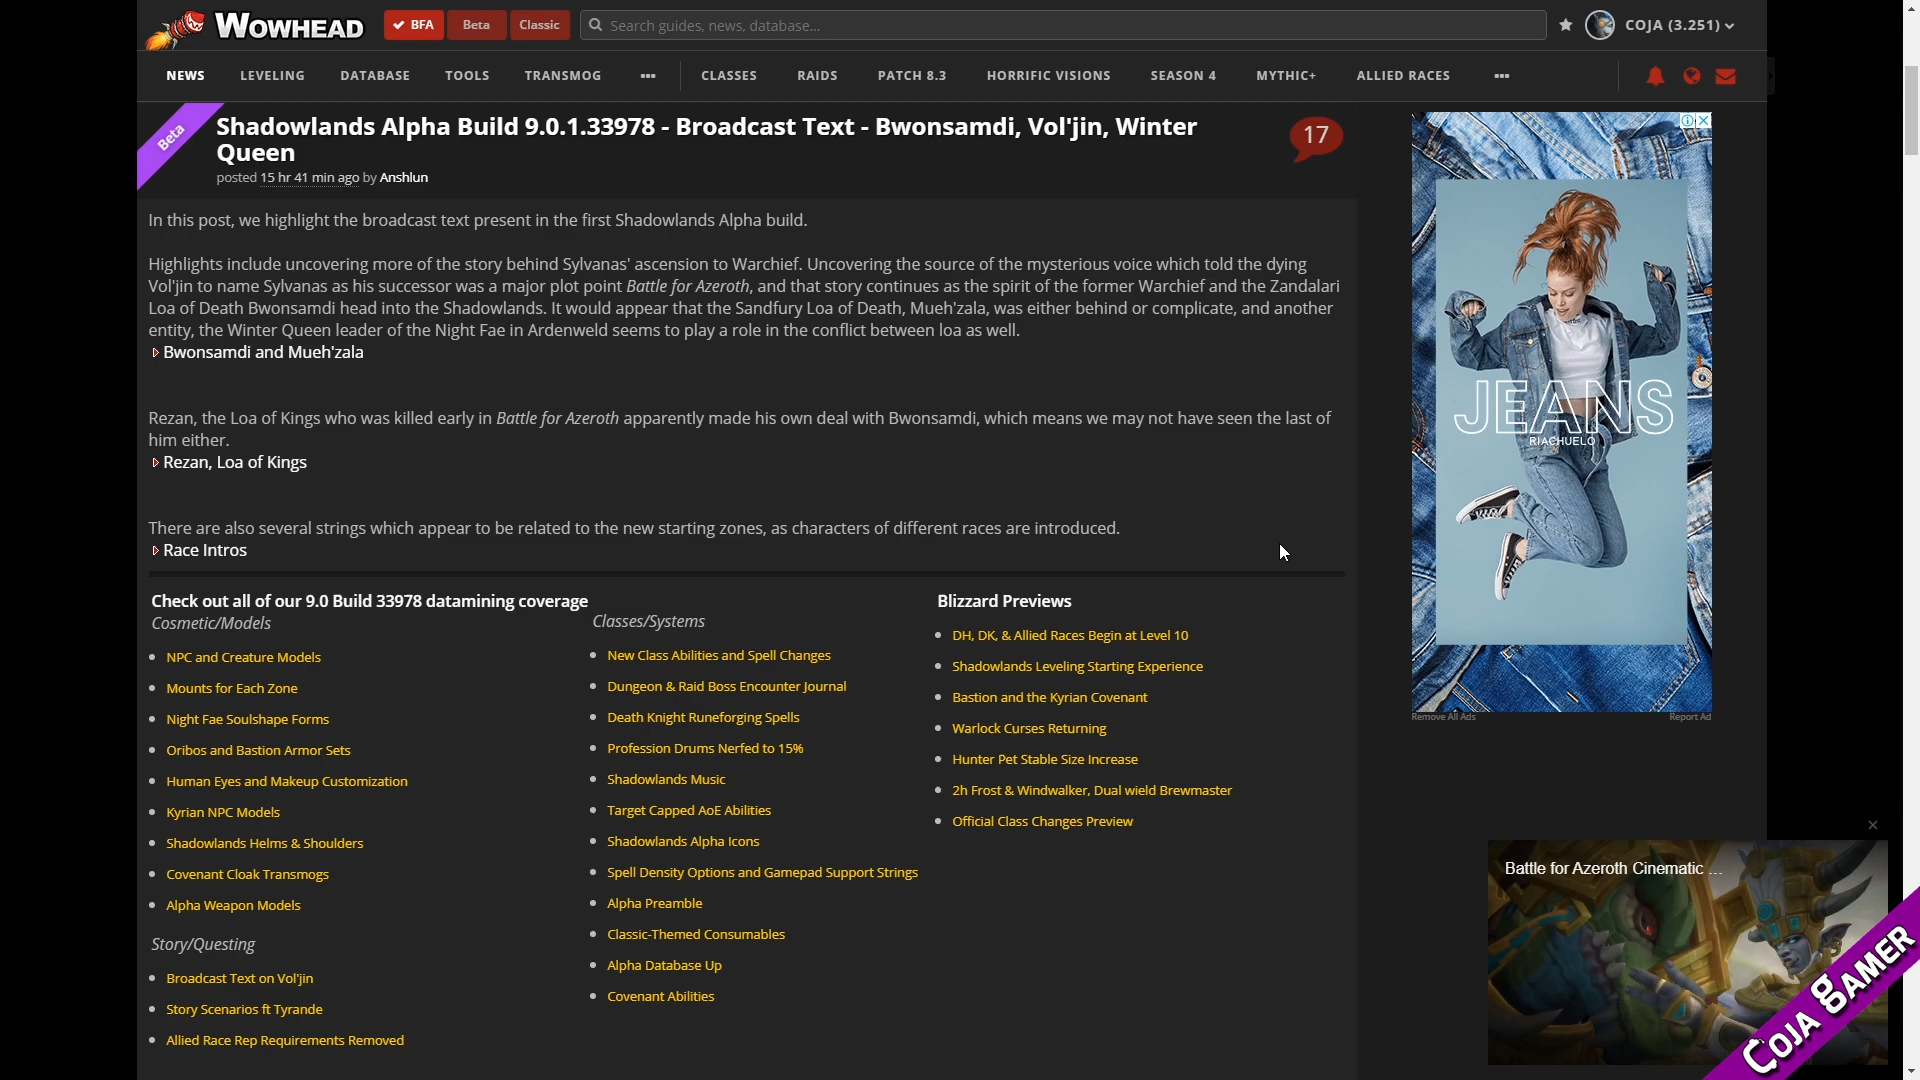 WOWHEAD
BFA
Beta
Classic
Search guides, news, database...
COJA (3.251)
NEWS
LEVELING
DATABASE
TOOLS
TRANSMOG
CLASSES
RAIDS
PATCH 8.3
HORRIFIC VISIONS
SEASON 4
MYTHIC+
ALLIED RACES
Beta
Shadowlands Alpha Build 9.0.1.33978 - Broadcast Text - Bwonsamdi, Vol'jin, Winter
Queen
posted 15 hr 41 min ago by Anshlun
17
In this post, we highlight the broadcast text present in the first Shadowlands Alpha build.
Highlights include uncovering more of the story behind Sylvanas' ascension to Warchief. Uncovering the source of the mysterious voice which told the dying
Vol'jin to name Sylvanas as his successor was a major plot point Battle for Azeroth, and that story continues as the spirit of the former Warchief and the Zandalari
Loa of Death Bwonsamdi head into the Shadowlands. It would appear that the Sandfury Loa of Death, Mueh'zala, was either behind or complicate, and another
entity, the Winter Queen leader of the Night Fae in Ardenweld seems to play a role in the conflict between loa as well.
Bwonsamdi and Mueh'zala
Rezan, the Loa of Kings who was killed early in Battle for Azeroth apparently made his own deal with Bwonsamdi, which means we may not have seen the last of
him either.
Rezan, Loa of Kings
There are also several strings which appear to be related to the new starting zones, as characters of different races are introduced.
Race Intros
Check out all of our 9.0 Build 33978 datamining coverage
Cosmetic/Models
NPC and Creature Models
Mounts for Each Zone
Night Fae Soulshape Forms
Oribos and Bastion Armor Sets
Human Eyes and Makeup Customization
Kyrian NPC Models
Shadowlands Helms & Shoulders
Covenant Cloak Transmogs
Alpha Weapon Models
Story/Questing
Broadcast Text on Vol'jin
Story Scenarios ft Tyrande
Allied Race Rep Requirements Removed
Classes/Systems
New Class Abilities and Spell Changes
Dungeon & Raid Boss Encounter Journal
Death Knight Runeforging Spells
Profession Drums Nerfed to 15%
Shadowlands Music
Target Capped AoE Abilities
Shadowlands Alpha Icons
Spell Density Options and Gamepad Support Strings
Alpha Preamble
Classic-Themed Consumables
Alpha Database Up
Covenant Abilities
Blizzard Previews
DH, DK, & Allied Races Begin at Level 10
Shadowlands Leveling Starting Experience
Bastion and the Kyrian Covenant
Warlock Curses Returning
Hunter Pet Stable Size Increase
2h Frost & Windwalker, Dual wield Brewmaster
Official Class Changes Preview
JEANS
RIACHUELO
Remove All Ads
Report Ad
Battle for Azeroth Cinematic ...
COJA GAMER